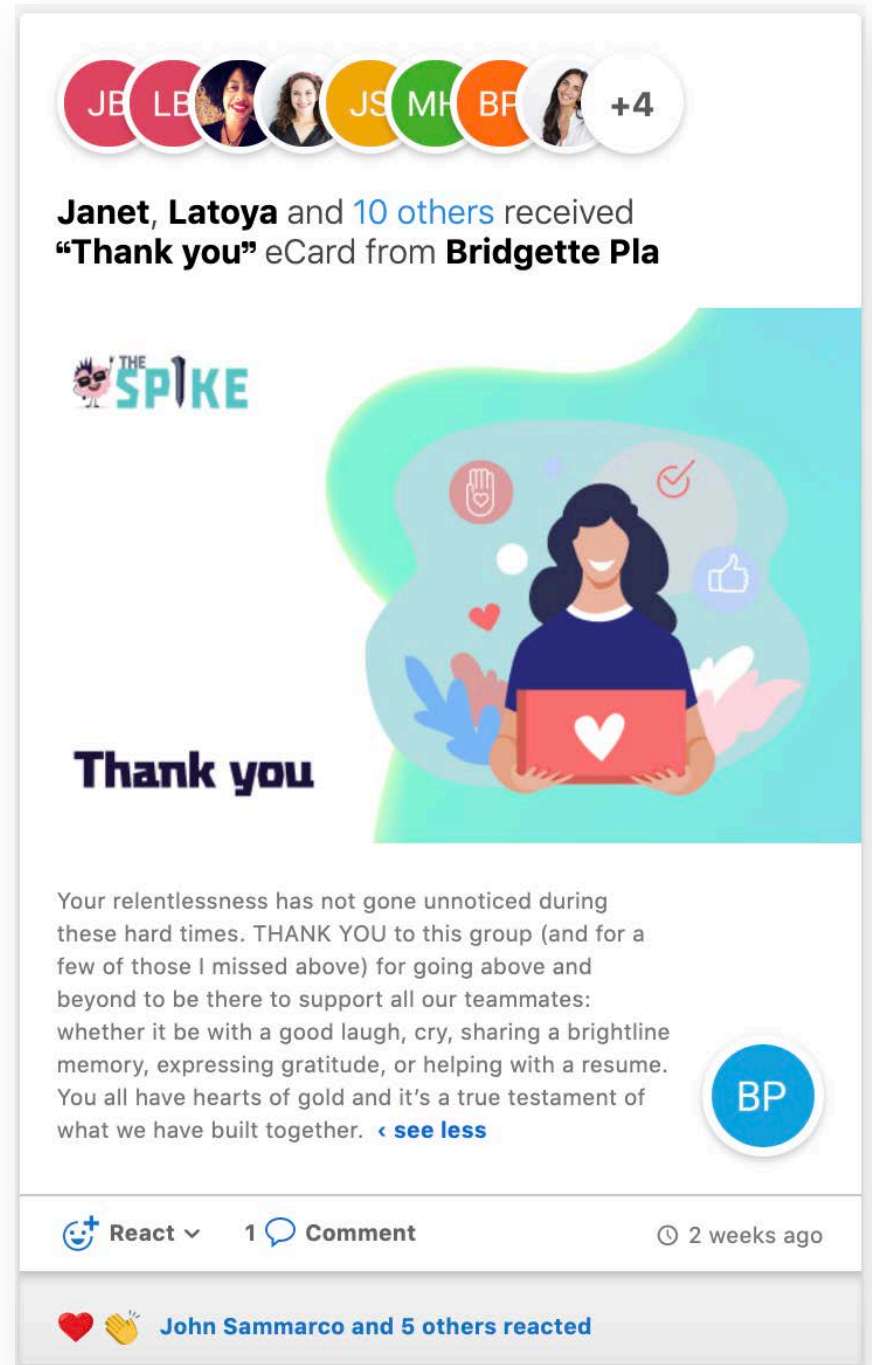 JB LB JS MH BP +4
Janet, Latoya and 10 others received
“Thank you” eCard from Bridgette Pla
THE
SPIKE
Thank you
Your relentlessness has not gone unnoticed during
these hard times. THANK YOU to this group (and for a
few of those I missed above) for going above and
beyond to be there to support all our teammates:
whether it be with a good laugh, cry, sharing a brightline
memory, expressing gratitude, or helping with a resume.
You all have hearts of gold and it’s a true testament of
what we have built together. ‹ see less
BP
React 1 Comment 2 weeks ago
John Sammarco and 5 others reacted